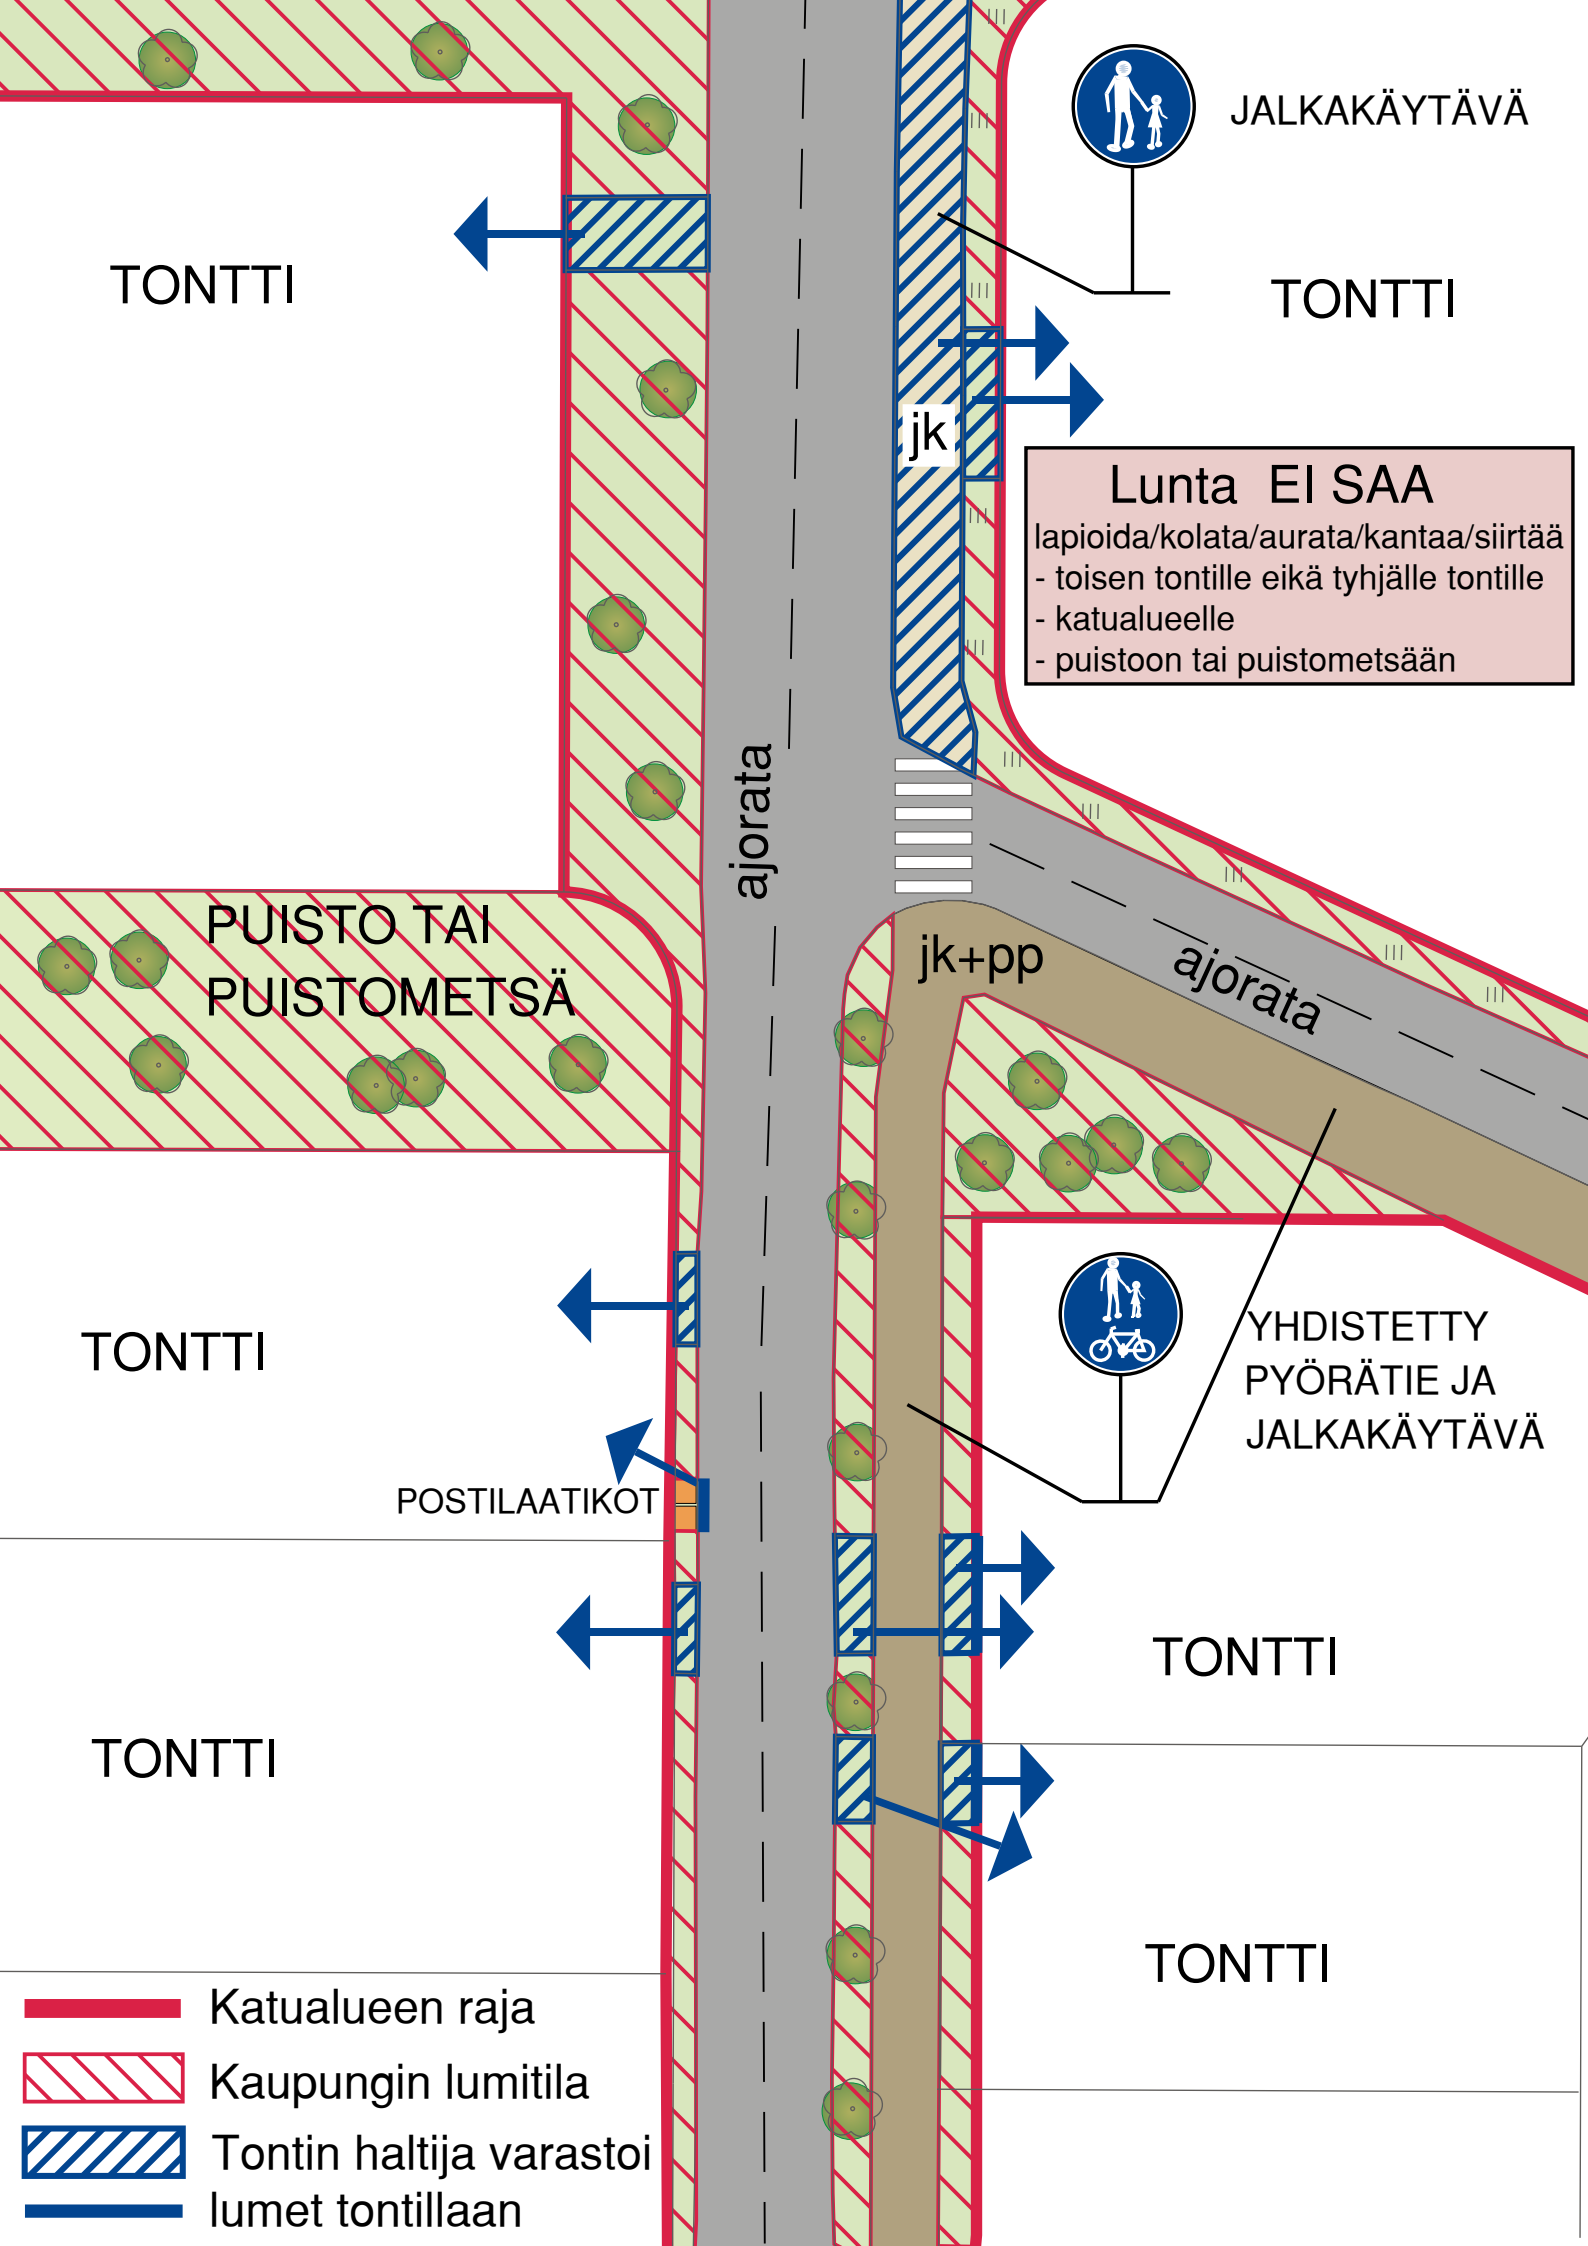 JALKAKÄYTÄVÄ
TONTTI
TONTTI
jk
Lunta EI SAA
lapioida/kolata/aurata/kantaa/siirtää
- toisen tontille eikä tyhjälle tontille
- katualueelle
- puistoon tai puistometsään
ajorata
PUISTO TAI
PUISTOMETSÄ
jk+pp
ajorata
TONTTI
YHDISTETTY
PYÖRÄTIE JA
JALKAKÄYTÄVÄ
POSTILAATIKOT
TONTTI
TONTTI
TONTTI
Katualueen raja
Kaupungin lumitila
Tontin haltija varastoi
lumet tontillaan